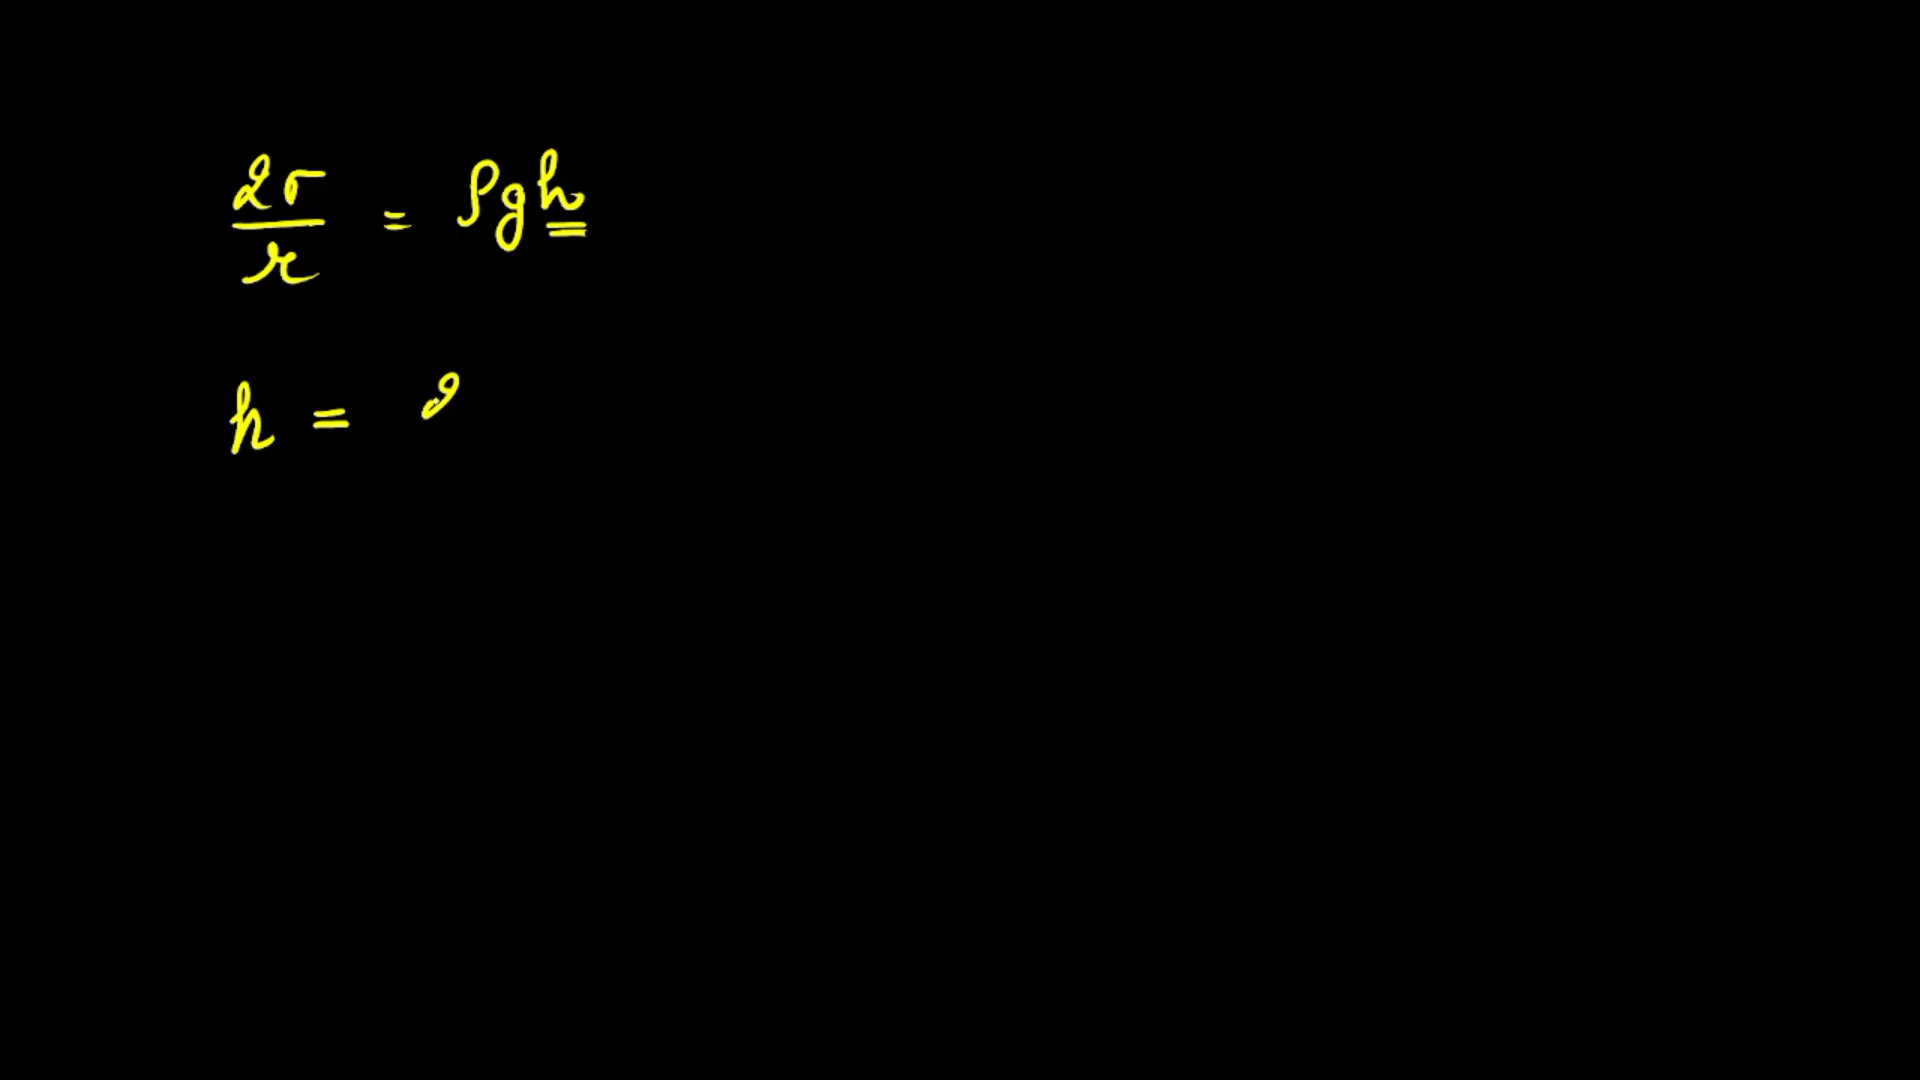 2σ/r = ρgh
h =